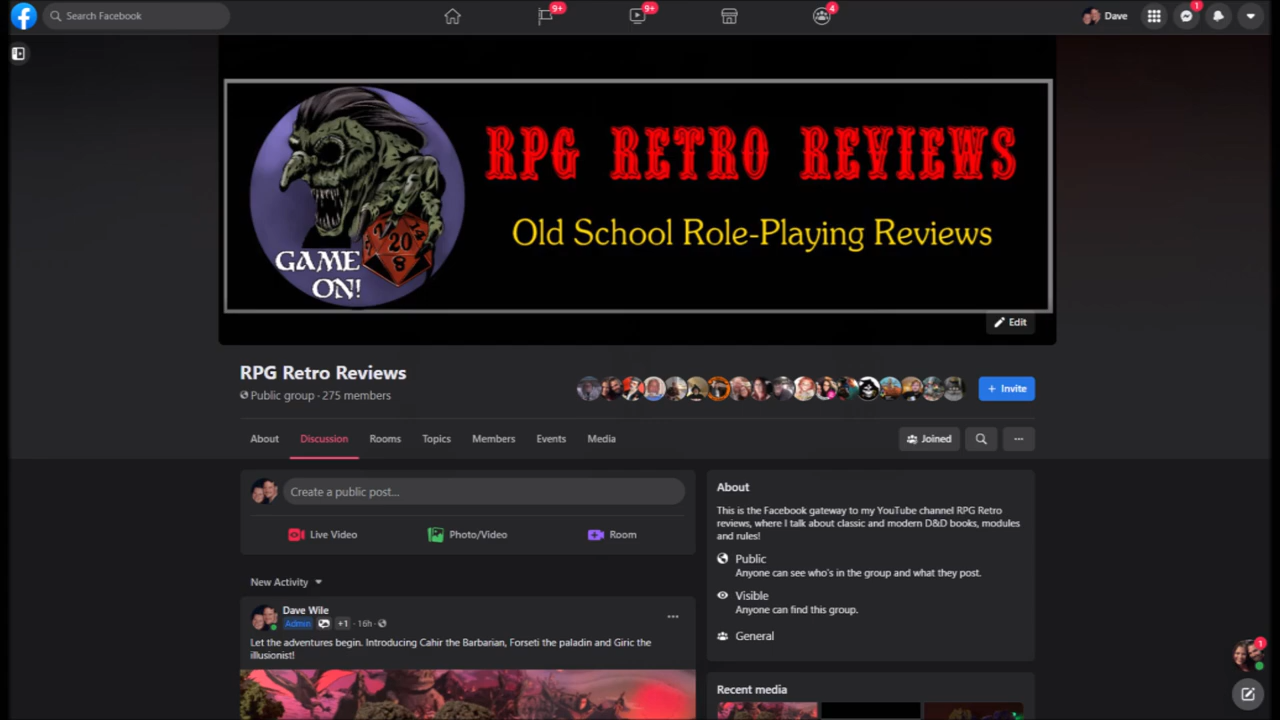 Search Facebook
9+
9+
4
Dave
1
RPG RETRO REVIEWS
Old School Role-Playing Reviews
20
8
GAME
ON!
Edit
RPG Retro Reviews
Public group · 275 members
+ Invite
About
Discussion
Rooms
Topics
Members
Events
Media
Joined
Create a public post...
Live Video
Photo/Video
Room
New Activity
Dave Wile
Admin
+1 · 16h ·
Let the adventures begin. Introducing Cahir the Barbarian, Forseti the paladin and Giric the
illusionist!
About
This is the Facebook gateway to my YouTube channel RPG Retro
reviews, where I talk about classic and modern D&D books, modules
and rules!
Public
Anyone can see who's in the group and what they post.
Visible
Anyone can find this group.
General
Recent media
1